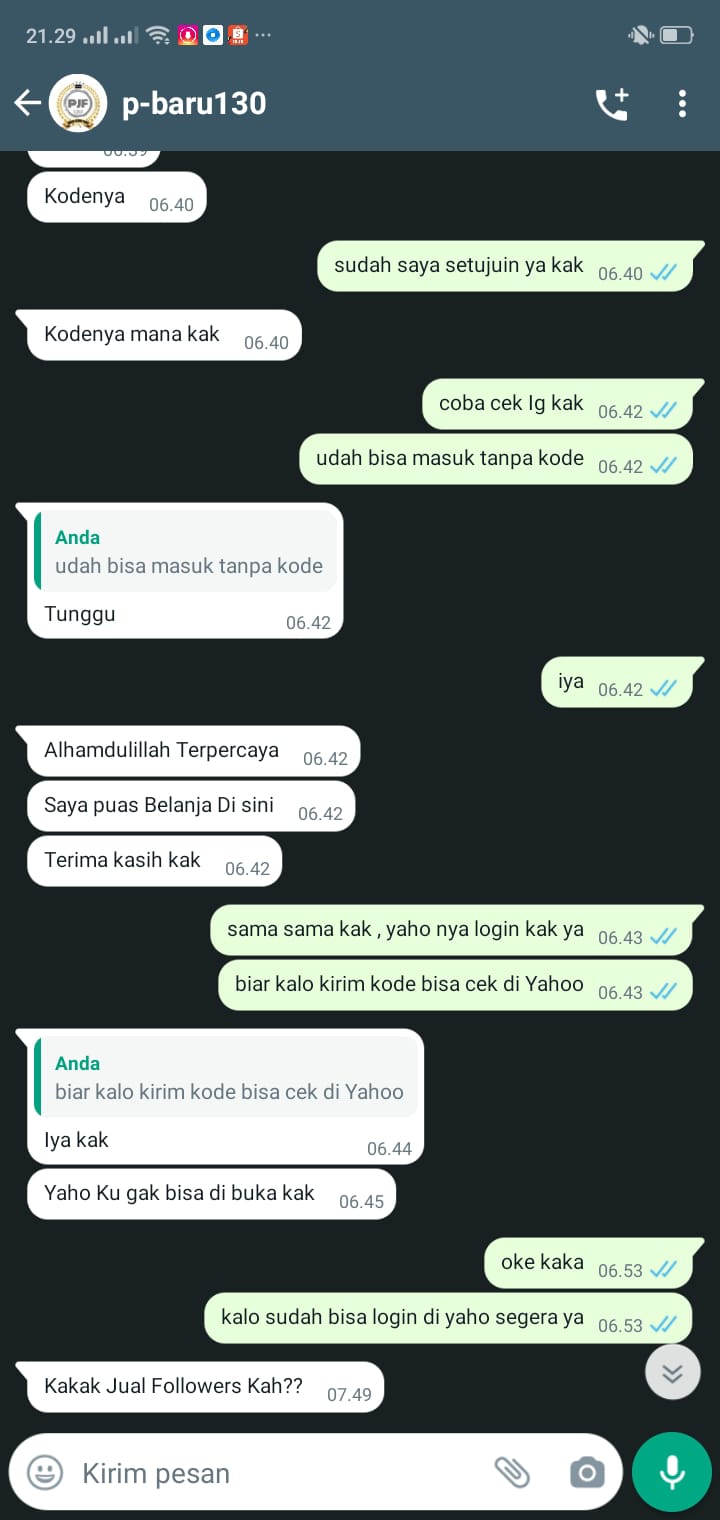 21.29
p-baru130
06.39
Kodenya 06.40
sudah saya setujuin ya kak 06.40
Kodenya mana kak 06.40
coba cek Ig kak 06.42
udah bisa masuk tanpa kode 06.42
Anda
udah bisa masuk tanpa kode
Tunggu 06.42
iya 06.42
Alhamdulillah Terpercaya 06.42
Saya puas Belanja Di sini 06.42
Terima kasih kak 06.42
sama sama kak , yaho nya login kak ya 06.43
biar kalo kirim kode bisa cek di Yahoo 06.43
Anda
biar kalo kirim kode bisa cek di Yahoo
Iya kak 06.44
Yaho Ku gak bisa di buka kak 06.45
oke kaka 06.53
kalo sudah bisa login di yaho segera ya 06.53
Kakak Jual Followers Kah?? 07.49
Kirim pesan